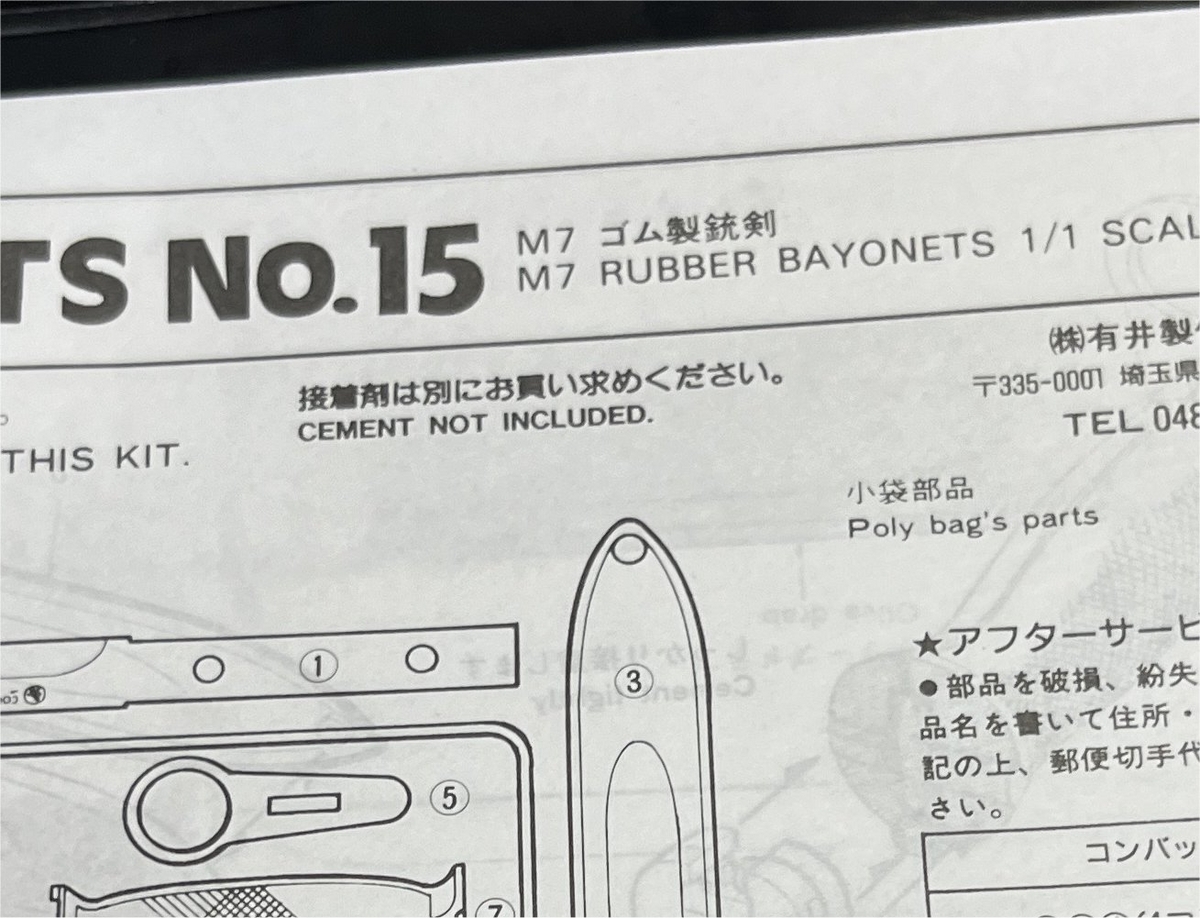 TS No.15
M7 ゴム製銃剣
M7 RUBBER BAYONETS 1/1 SCAL
接着剤は別にお買い求めください。
CEMENT NOT INCLUDED.
THIS KIT.
㈱有井製
〒335-0001 埼玉県
TEL 048
小袋部品
Poly bag's parts
①
③
⑤
⑦
★アフターサービ
●部品を破損、紛失
品名を書いて住所・
記の上、郵便切手代
さい。
コンバッ